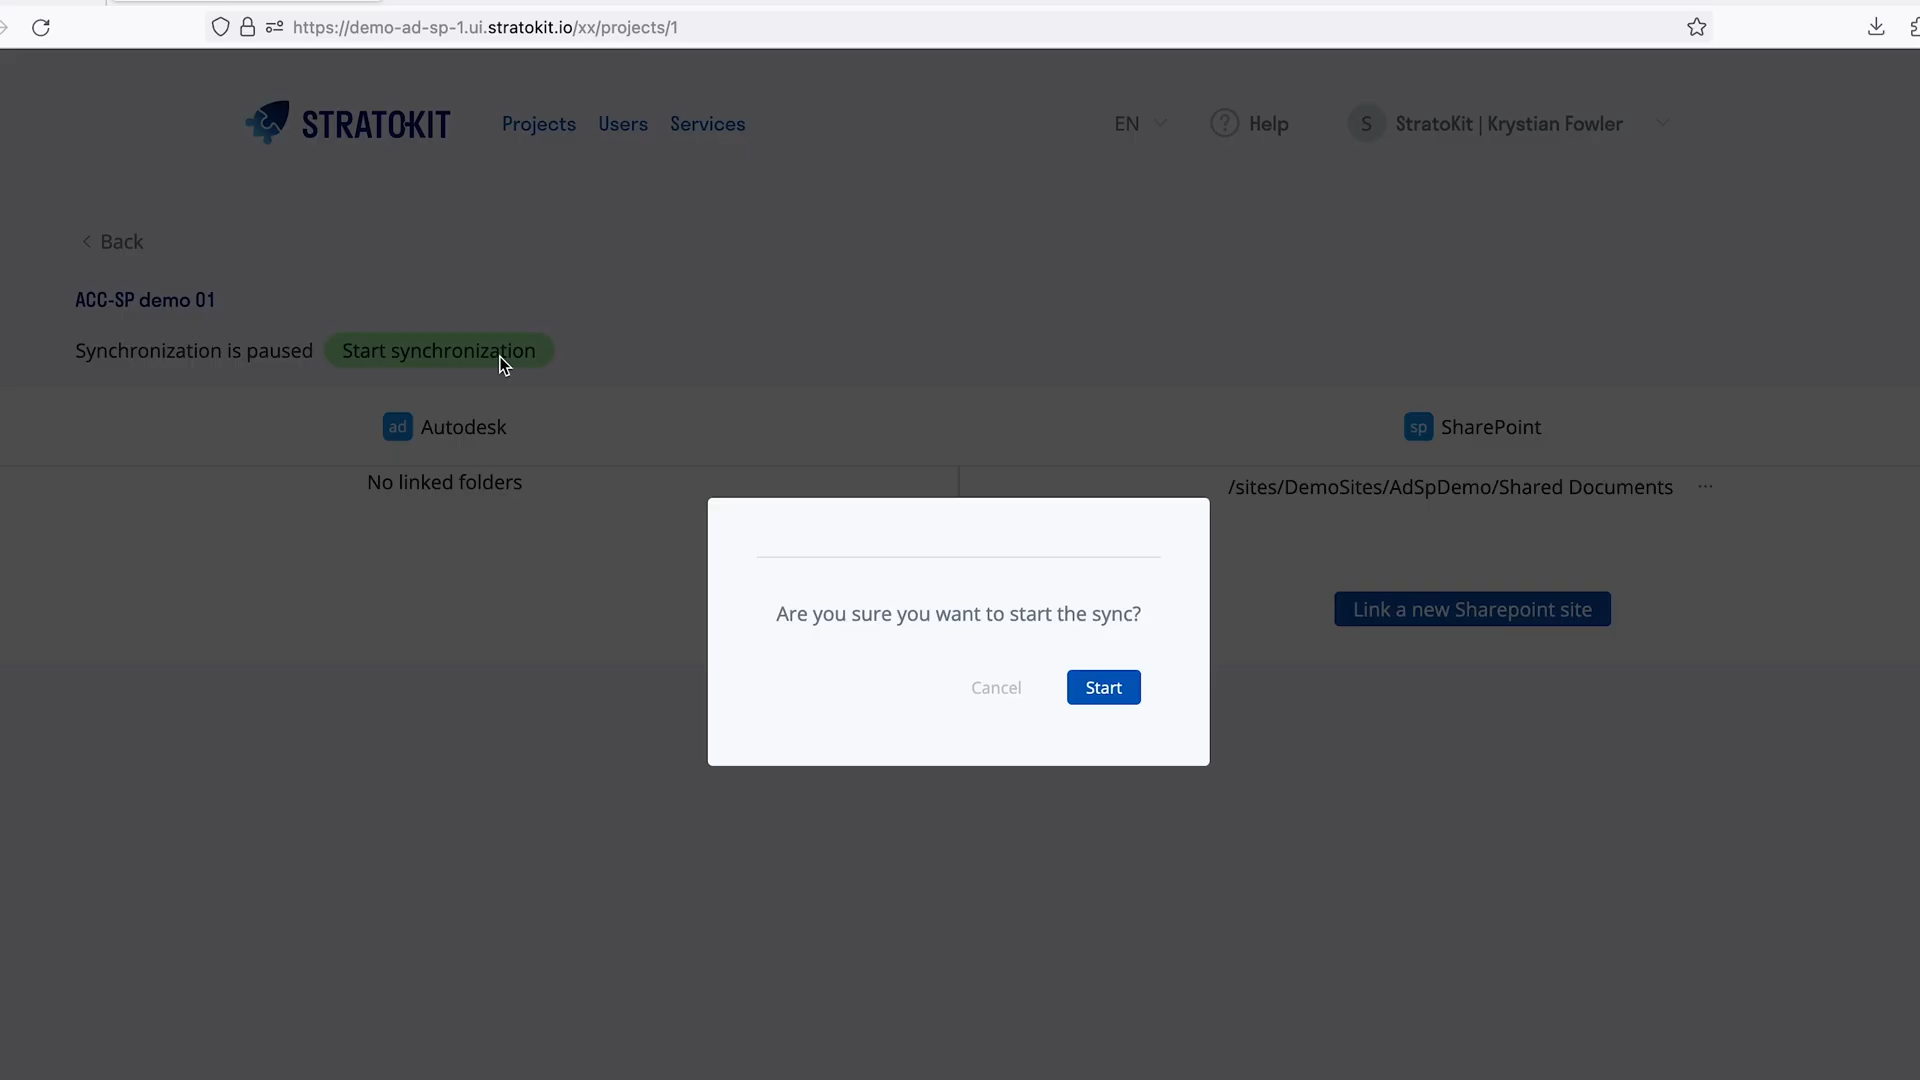 https://demo-ad-sp-1.ui.stratokit.io/xx/projects/1
STRATOKIT
Projects Users Services
EN ? Help S StratoKit | Krystian Fowler
< Back
ACC-SP demo 01
Synchronization is paused Start synchronization
ad Autodesk
sp SharePoint
No linked folders
/sites/DemoSites/AdSpDemo/Shared Documents ...
Link a new Sharepoint site
Are you sure you want to start the sync?
Cancel Start